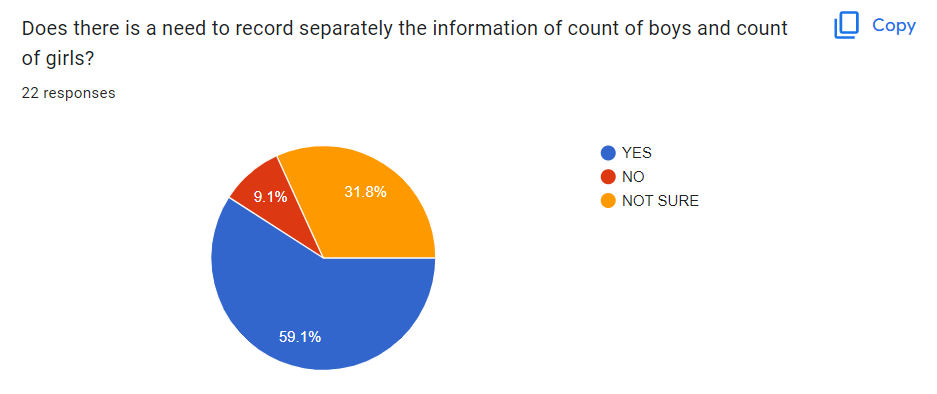 Does there is a need to record separately the information of count of boys and count
of girls?
Copy
22 responses
YES
NO
NOT SURE
9.1%
31.8%
59.1%